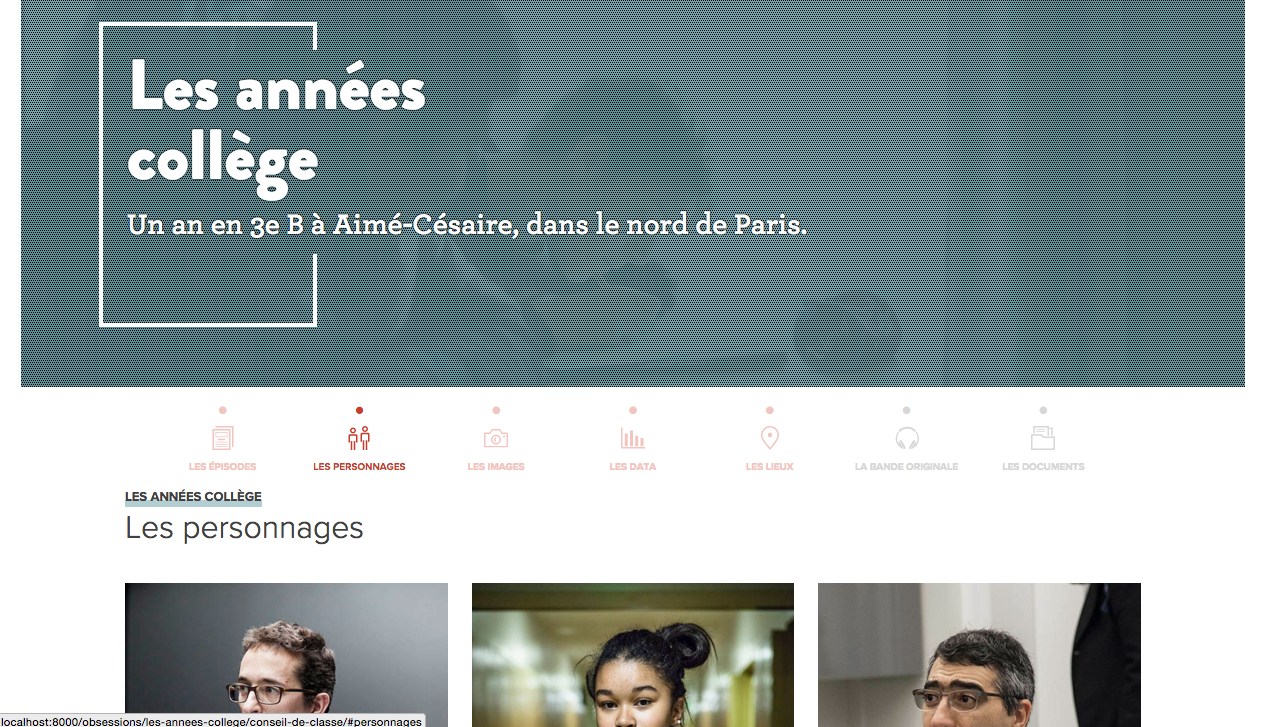 Les années
collège
Un an en 3e B à Aimé-Césaire, dans le nord de Paris.
LES ÉPISODES
LES PERSONNAGES
LES IMAGES
LES DATA
LES LIEUX
LA BANDE ORIGINALE
LES DOCUMENTS
LES ANNÉES COLLÈGE
Les personnages
localhost:8000/obsessions/les-annees-college/conseil-de-classe/#personnages